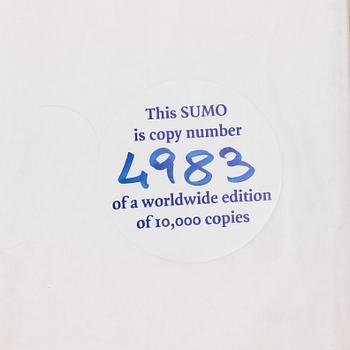 This SUMO
is copy number
4983
of a worldwide edition
of 10,000 copies